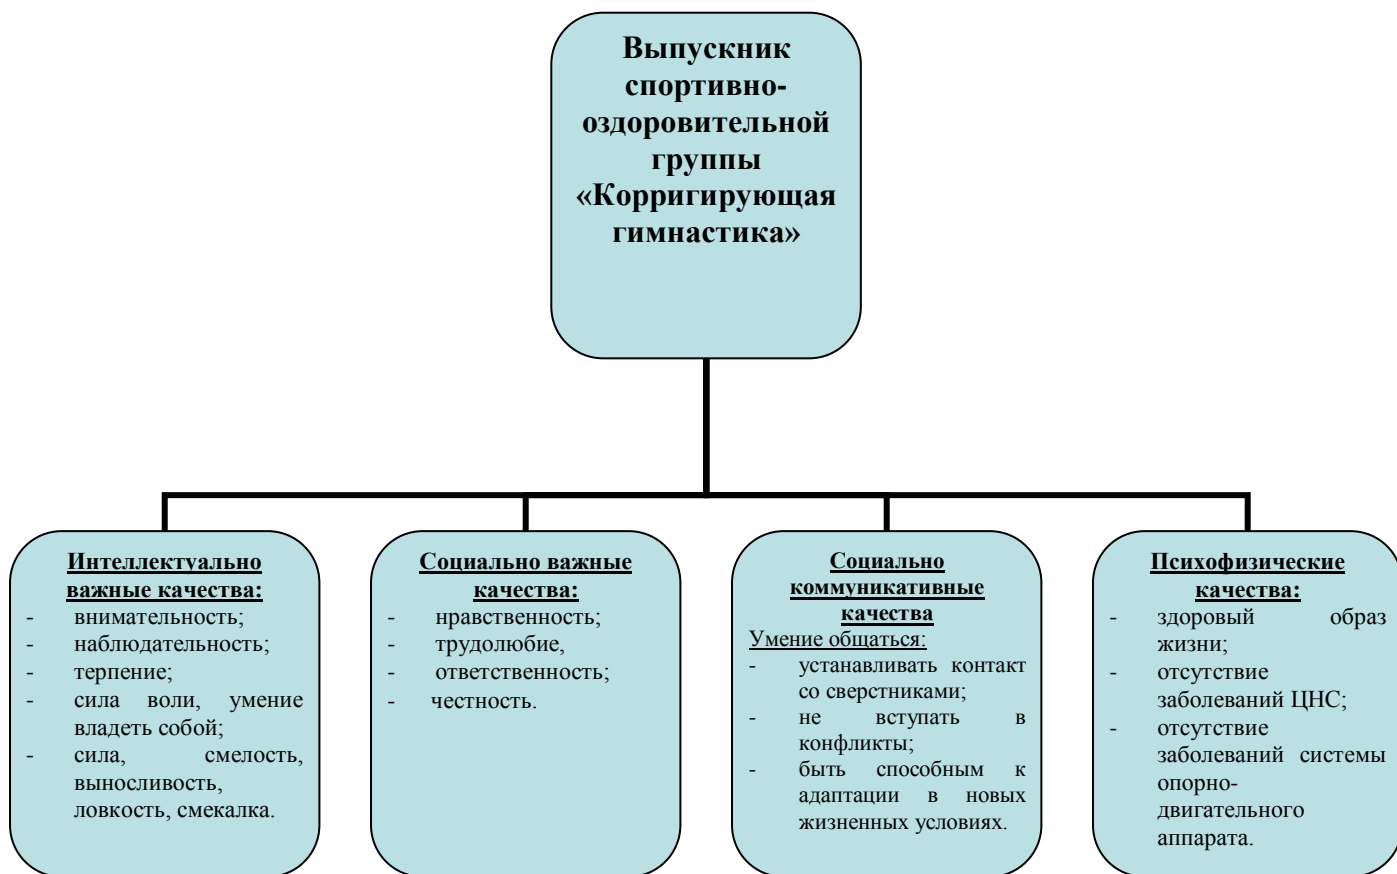 Выпускник
спортивно-
оздоровительной
группы
«Корригирующая
гимнастика»
Интеллектуально
важные качества:
- внимательность;
- наблюдательность;
- терпение;
- сила воли, умение
владеть собой;
- сила, смелость,
выносливость,
ловкость, смекалка.
Социально важные
качества:
- нравственность;
- трудолюбие,
- ответственность;
- честность.
Социально
коммуникативные
качества
Умение общаться:
- устанавливать контакт
со сверстниками;
- не вступать в
конфликты;
- быть способным к
адаптации в новых
жизненных условиях.
Психофизические
качества:
- здоровый образ
жизни;
- отсутствие
заболеваний ЦНС;
- отсутствие
заболеваний системы
опорно-
двигательного
аппарата.